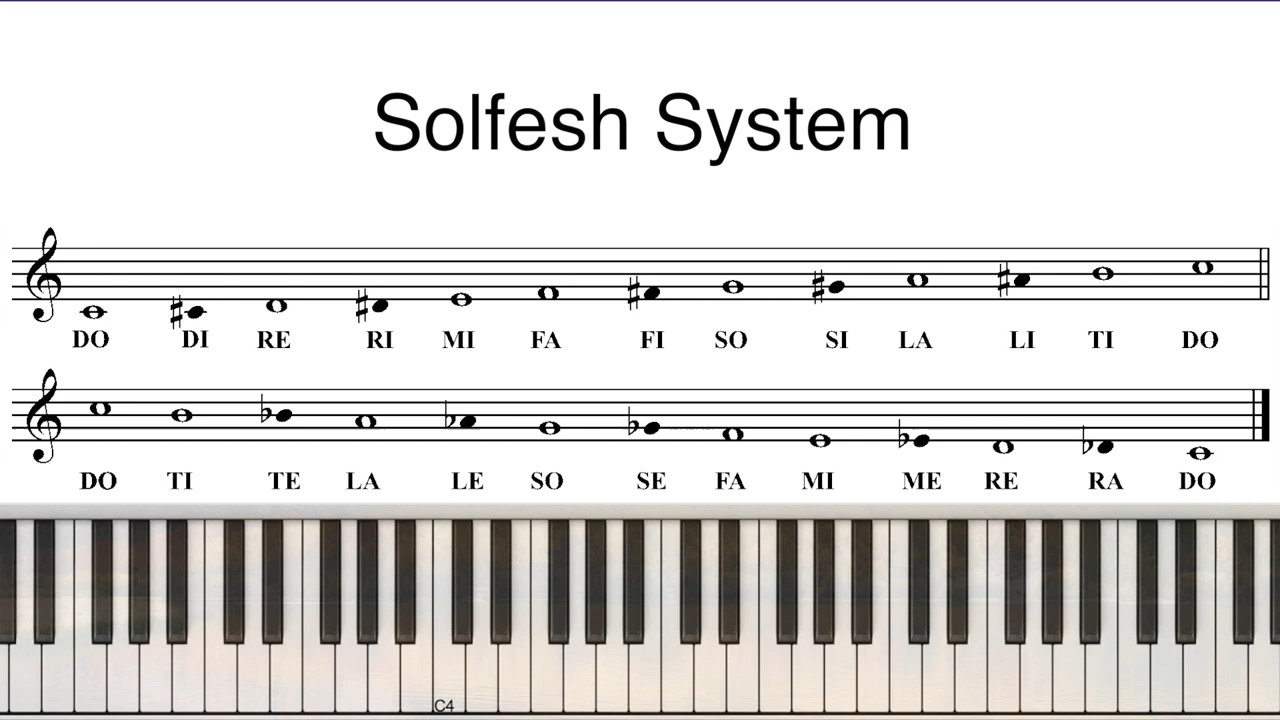 Solfesh System
DO DI RE RI MI FA FI SO SI LA LI TI DO
DO TI TE LA LE SO SE FA MI ME RE RA DO
C4